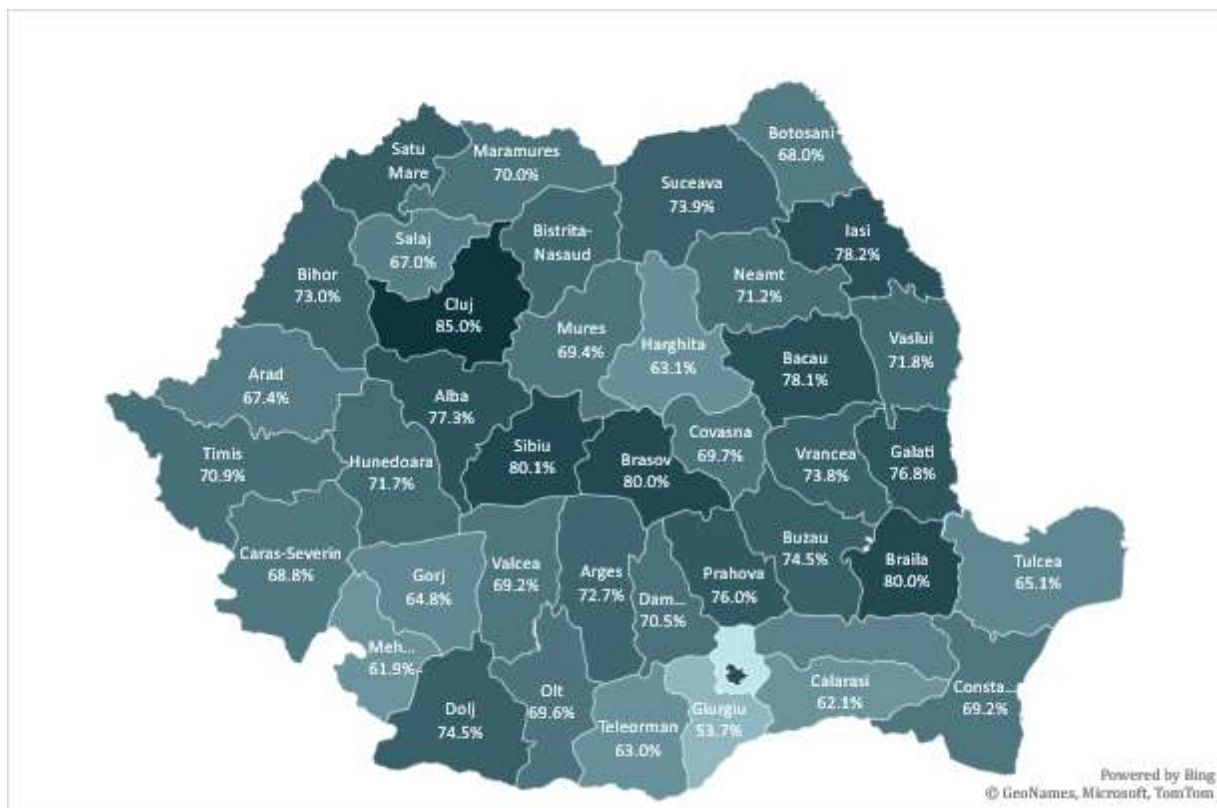 Botosani
68.0%
Satu
Mare
Maramures
70.0%
Suceava
73.9%
Iasi
78.2%
Salaj
67.0%
Bistrita-
Nasaud
Neamt
71.2%
Bihor
73.0%
Cluj
85.0%
Mures
69.4%
Harghita
63.1%
Bacau
78.1%
Vaslui
71.8%
Arad
67.4%
Alba
77.3%
Timis
70.9%
Hunedoara
71.7%
Sibiu
80.1%
Brasov
80.0%
Covasna
69.7%
Vrancea
73.8%
Galati
76.8%
Caras-Severin
68.8%
Gorj
64.8%
Valcea
69.2%
Arges
72.7%
Dam...
70.5%
Prahova
76.0%
Buzau
74.5%
Braila
80.0%
Tulcea
65.1%
Meh...
61.9%
Dolj
74.5%
Olt
69.6%
Teleorman
63.0%
Giurgiu
53.7%
Calarasi
62.1%
Consta...
69.2%
Powered by Bing
© GeoNames, Microsoft, TomTom